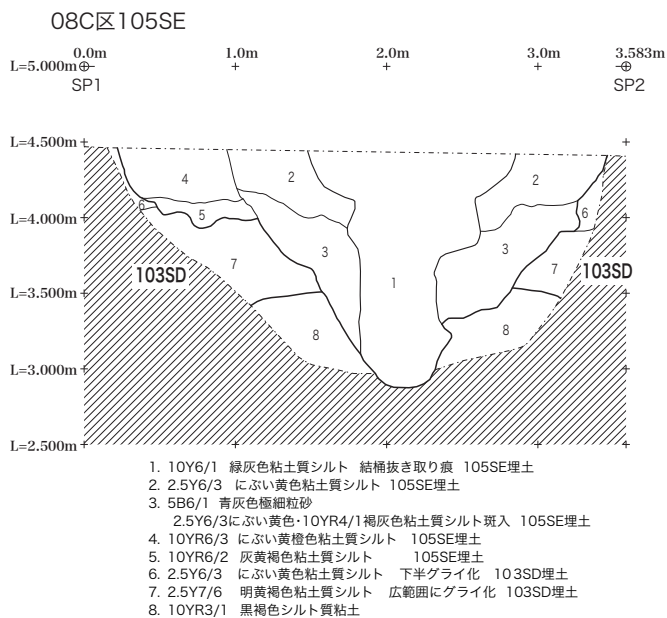 08C区105SE
0.0m 1.0m 2.0m 3.0m 3.583m
L=5.000m
SP1 SP2
L=4.500m
4 2 2
6 5 6
L=4.000m
3 3
7 7
103SD 1 103SD
L=3.500m
8 8
L=3.000m
L=2.500m
1. 10Y6/1 緑灰色粘土質シルト 結桶抜き取り痕 105SE埋土
2. 2.5Y6/3 にぶい黄色粘土質シルト 105SE埋土
3. 5B6/1 青灰色極細粒砂
2.5Y6/3にぶい黄色・10YR4/1褐灰色粘土質シルト斑入 105SE埋土
4. 10YR6/3 にぶい黄橙色粘土質シルト 105SE埋土
5. 10YR6/2 灰黄褐色粘土質シルト 105SE埋土
6. 2.5Y6/3 にぶい黄色粘土質シルト 下半グライ化 103SD埋土
7. 2.5Y7/6 明黄褐色粘土質シルト 広範囲にグライ化 103SD埋土
8. 10YR3/1 黒褐色シルト質粘土